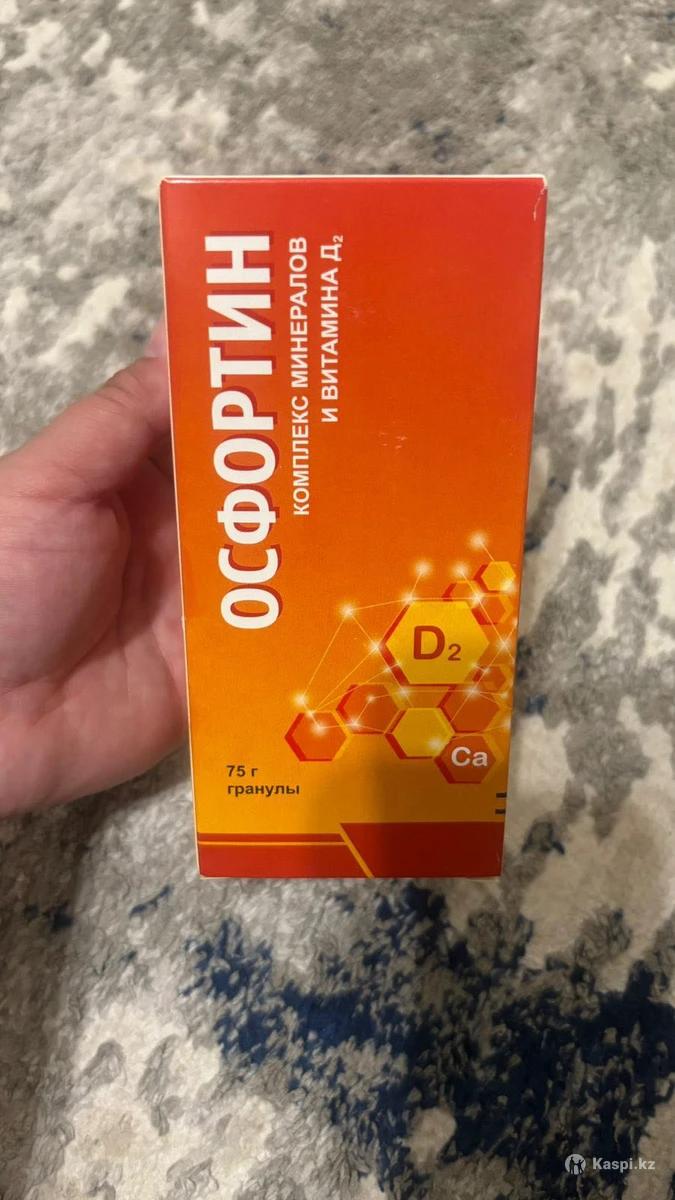 ОСФОРТИН
КОМПЛЕКС МИНЕРАЛОВ
И ВИТАМИНА Д₂
D₂
Ca
75 г
гранулы
Kaspi.kz